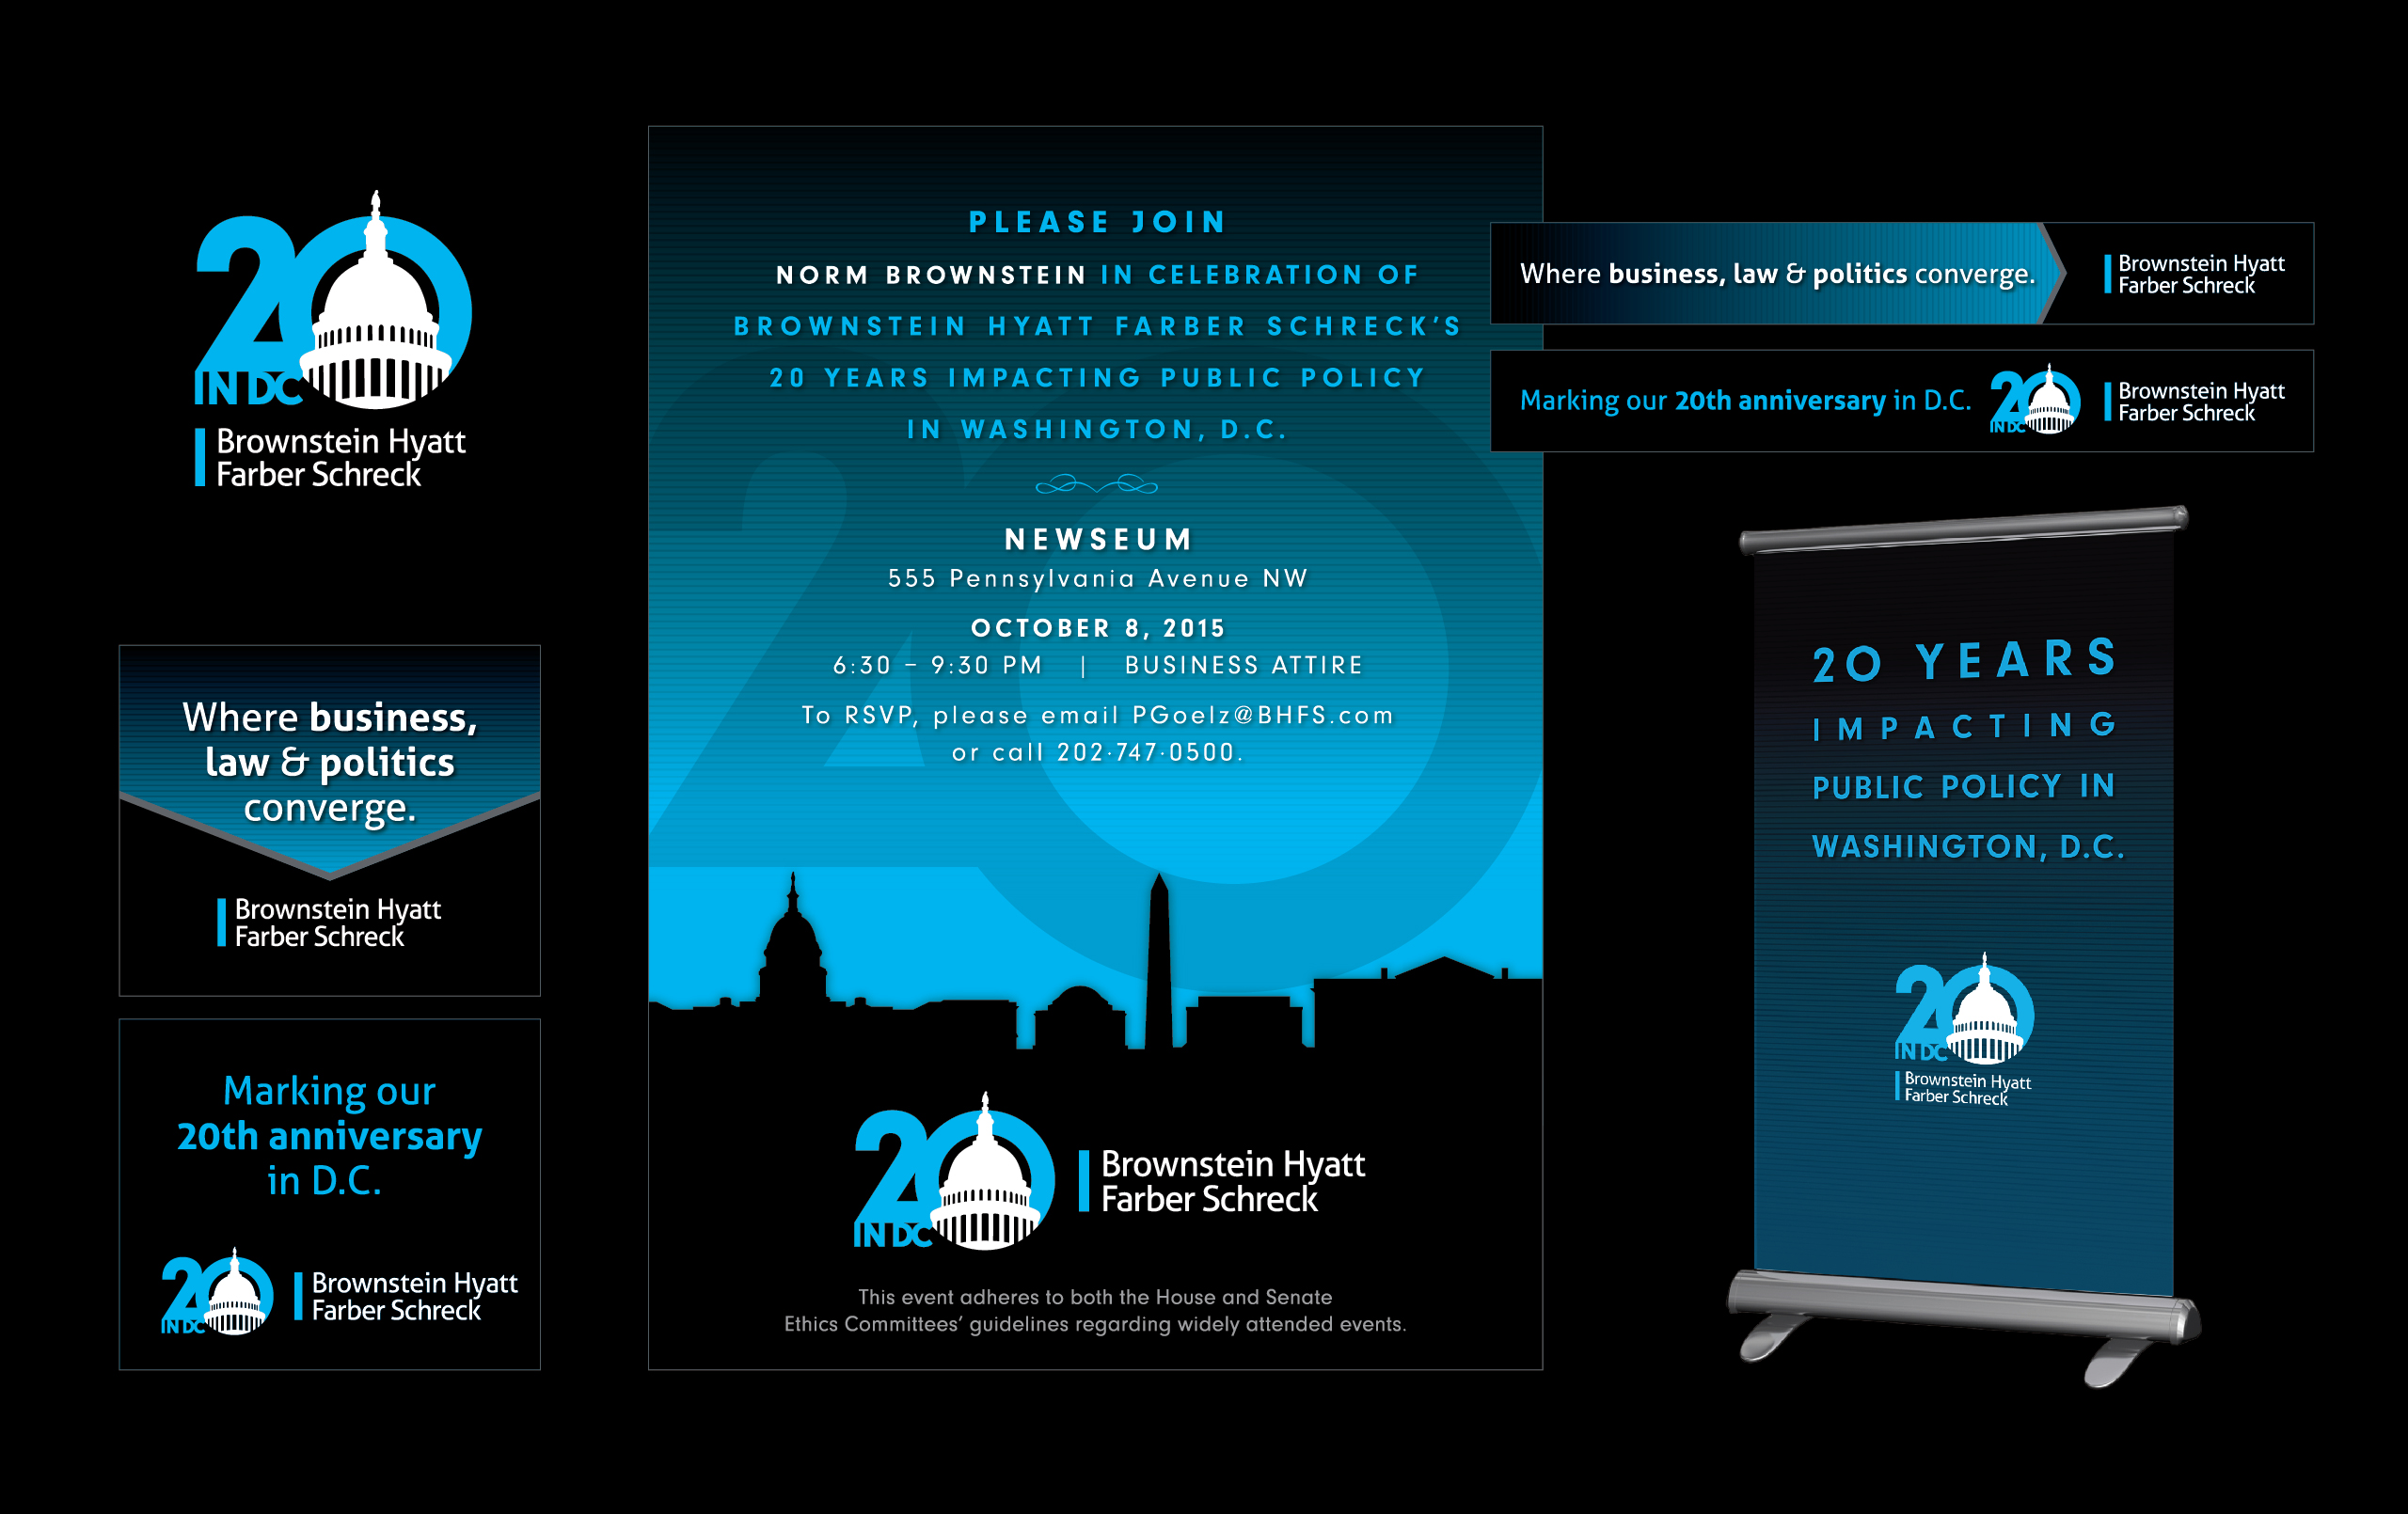 20
IN DC
Brownstein Hyatt
Farber Schreck
Where business,
law & politics
converge.
Brownstein Hyatt
Farber Schreck
Marking our
20th anniversary
in D.C.
20
IN DC
Brownstein Hyatt
Farber Schreck
PLEASE JOIN
NORM BROWNSTEIN IN CELEBRATION OF
BROWNSTEIN HYATT FARBER SCHRECK'S
20 YEARS IMPACTING PUBLIC POLICY
IN WASHINGTON, D.C.
NEWSEUM
555 Pennsylvania Avenue NW
OCTOBER 8, 2015
6:30 – 9:30 PM | BUSINESS ATTIRE
To RSVP, please email PGoelz@BHFS.com
or call 202·747·0500.
20
20
IN DC
Brownstein Hyatt
Farber Schreck
This event adheres to both the House and Senate
Ethics Committees' guidelines regarding widely attended events.
Where business, law & politics converge.
Brownstein Hyatt
Farber Schreck
Marking our 20th anniversary in D.C.
20
IN DC
Brownstein Hyatt
Farber Schreck
20 YEARS
IMPACTING
PUBLIC POLICY IN
WASHINGTON, D.C.
20
IN DC
Brownstein Hyatt
Farber Schreck